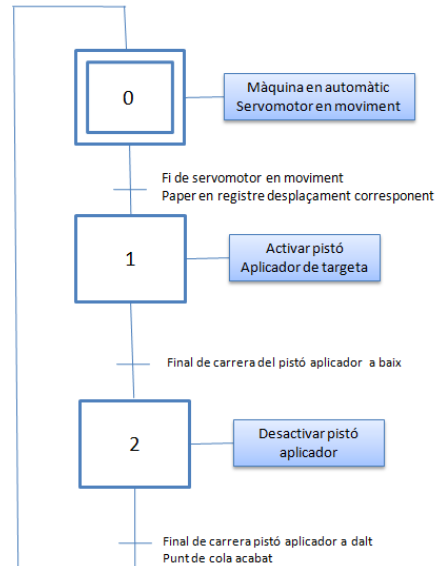 0
Màquina en automàtic
Servomotor en moviment
Fi de servomotor en moviment
Paper en registre desplaçament corresponent
1
Activar pistó
Aplicador de targeta
Final de carrera del pistó aplicador a baix
2
Desactivar pistó
aplicador
Final de carrera pistó aplicador a dalt
Punt de cola acabat